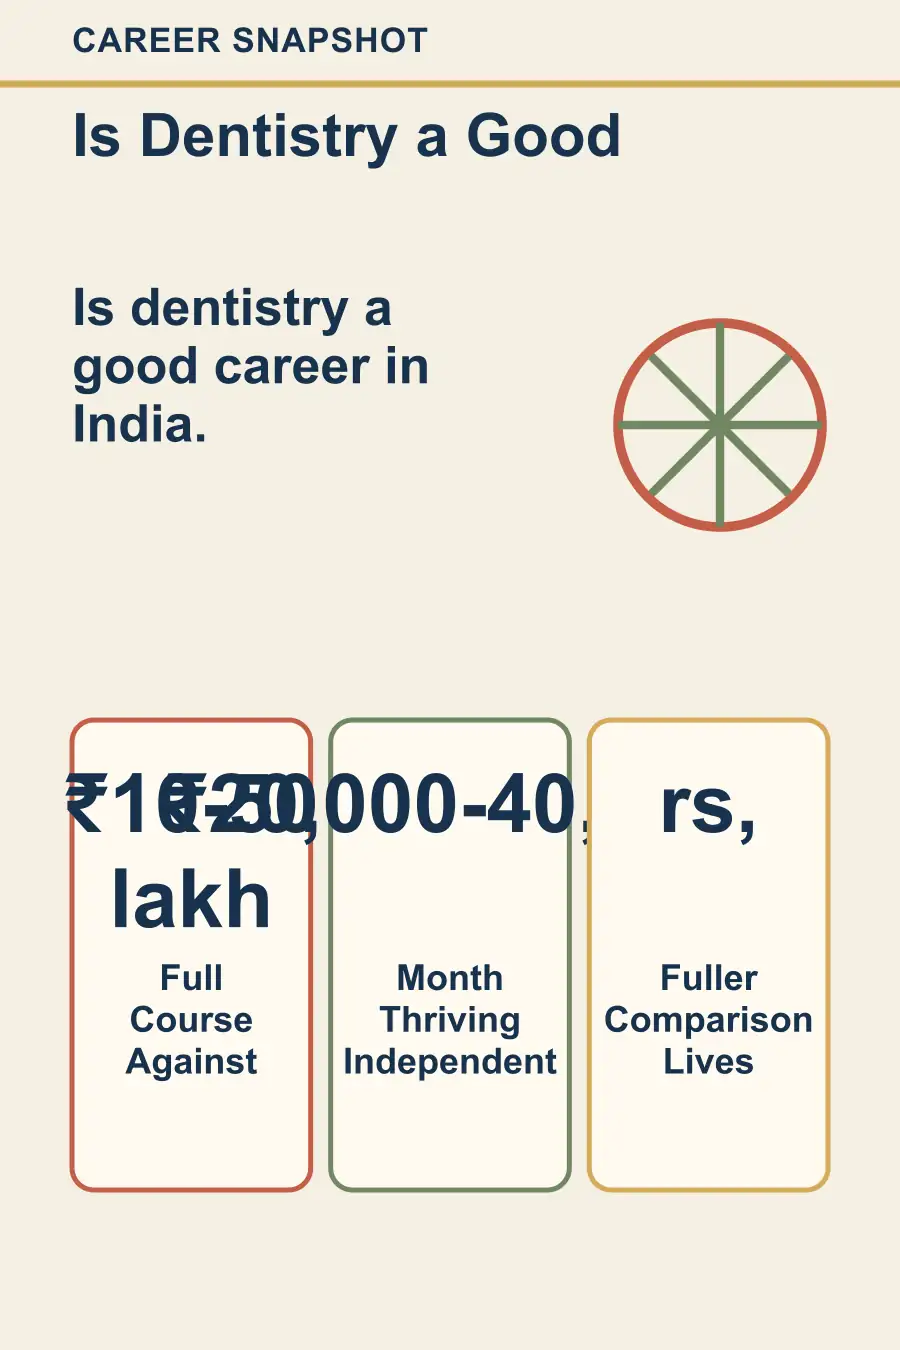 CAREER SNAPSHOT
Is Dentistry a Good
Is dentistry a
good career in
India.
lakh
rs,
Full
Course
Against
Month
Thriving
Independent
Fuller
Comparison
Lives